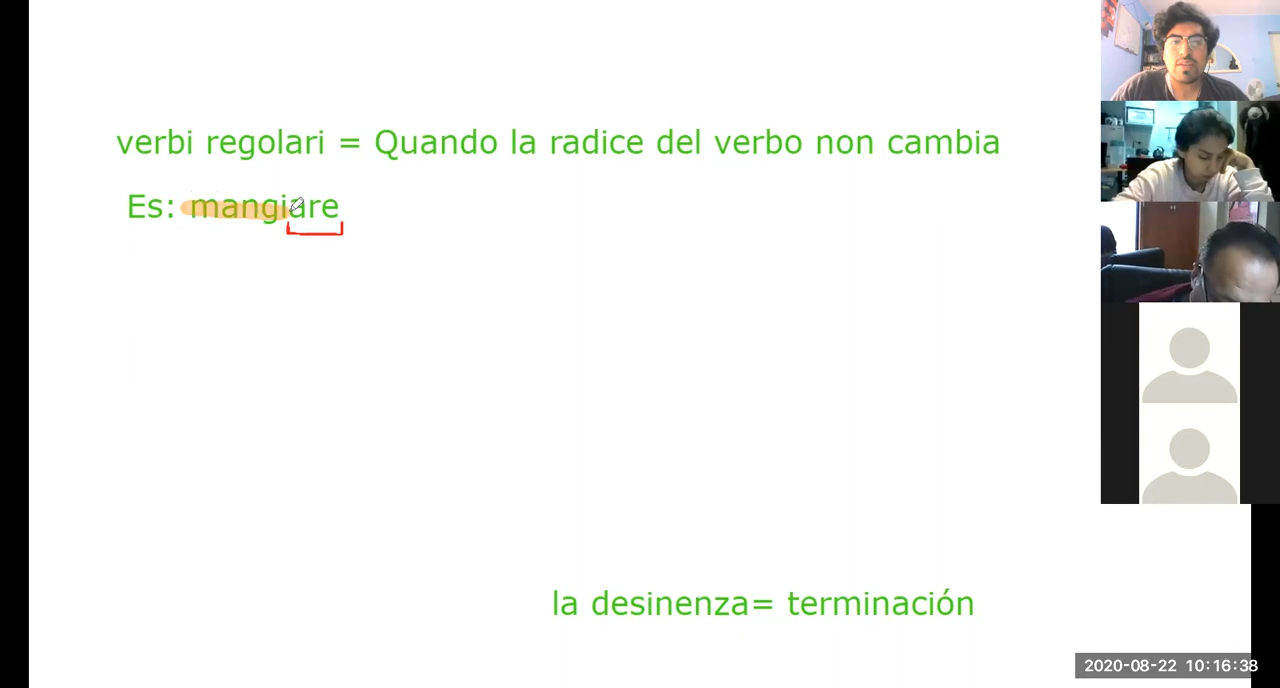 verbi regolari = Quando la radice del verbo non cambia
Es: mangiare
la desinenza= terminación
2020-08-22 10:16:38